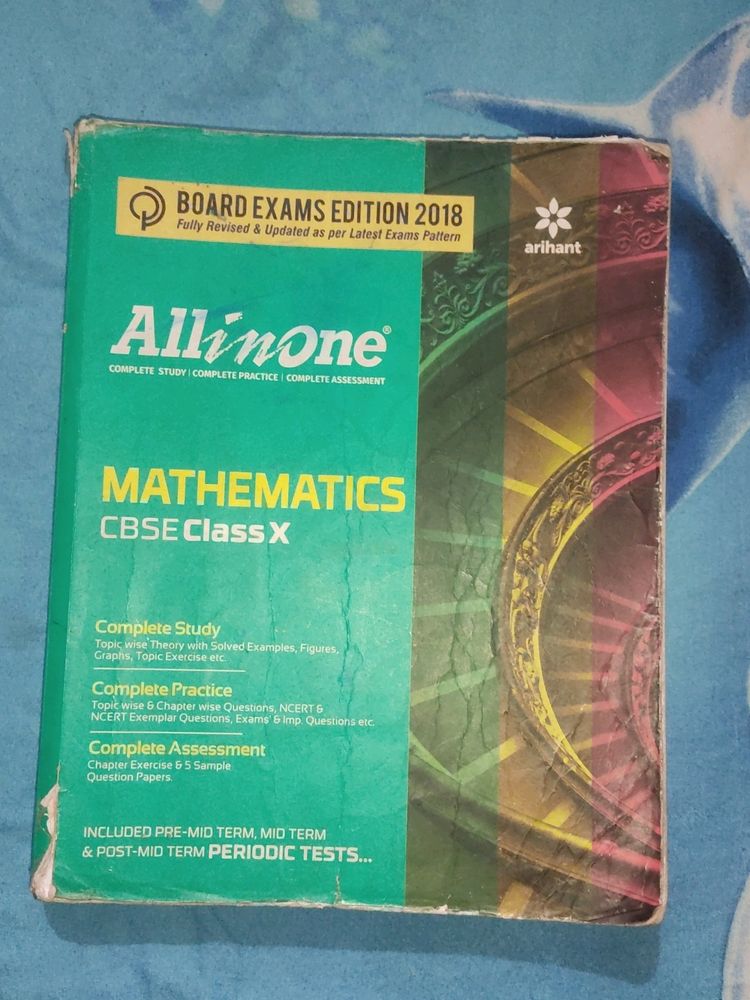 BOARD EXAMS EDITION 2018
Fully Revised & Updated as per Latest Exams Pattern
arihant
Allinone®
COMPLETE STUDY | COMPLETE PRACTICE | COMPLETE ASSESSMENT
MATHEMATICS
CBSE Class X
Complete Study
Topic wise Theory with Solved Examples, Figures,
Graphs, Topic Exercise etc.
Complete Practice
Topic wise & Chapter wise Questions, NCERT &
NCERT Exemplar Questions, Exams' & Imp. Questions etc.
Complete Assessment
Chapter Exercise & 5 Sample
Question Papers.
INCLUDED PRE-MID TERM, MID TERM
& POST-MID TERM PERIODIC TESTS...